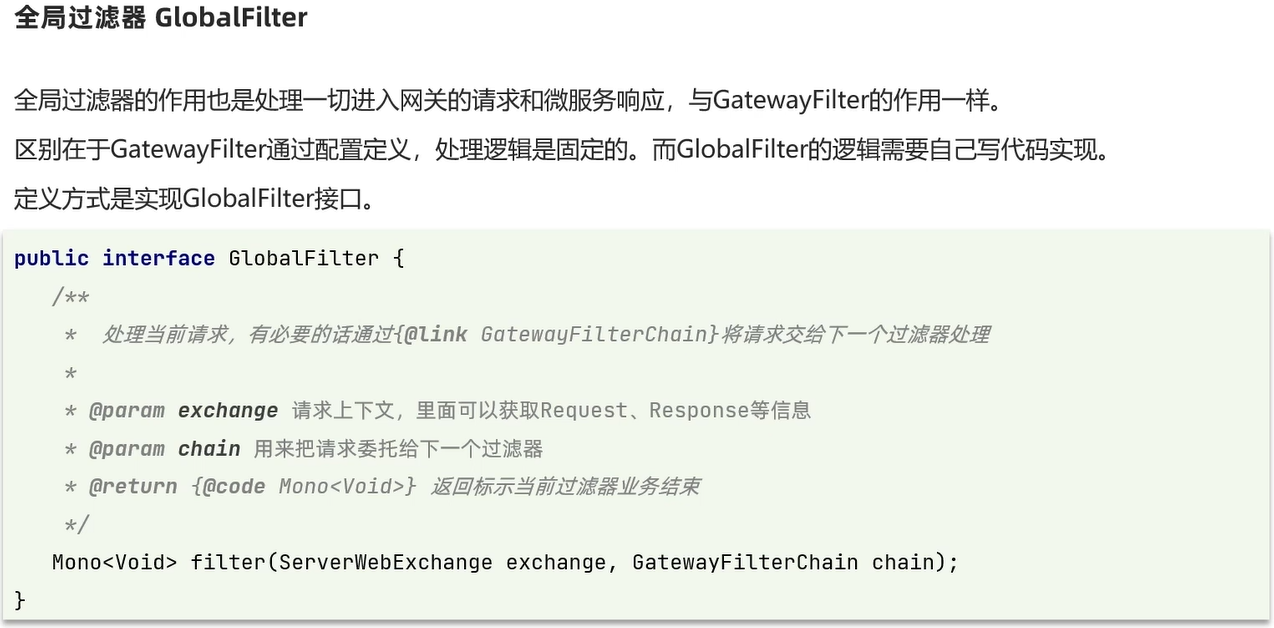 全局过滤器 GlobalFilter
全局过滤器的作用也是处理一切进入网关的请求和微服务响应，与GatewayFilter的作用一样。
区别在于GatewayFilter通过配置定义，处理逻辑是固定的。而GlobalFilter的逻辑需要自己写代码实现。
定义方式是实现GlobalFilter接口。
public interface GlobalFilter {
/**
* 处理当前请求，有必要的话通过{@link GatewayFilterChain}将请求交给下一个过滤器处理
*
* @param exchange 请求上下文，里面可以获取Request、Response等信息
* @param chain 用来把请求委托给下一个过滤器
* @return {@code Mono<Void>} 返回标示当前过滤器业务结束
*/
Mono<Void> filter(ServerWebExchange exchange, GatewayFilterChain chain);
}